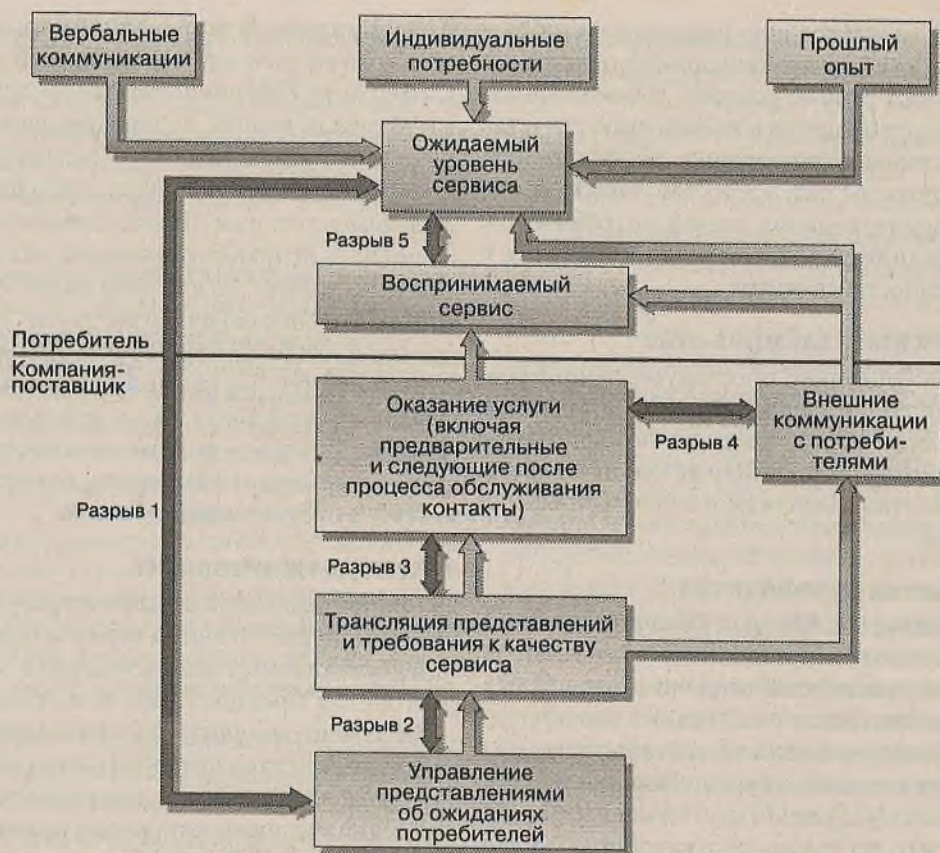 Вербальные
коммуникации
Индивидуальные
потребности
Прошлый
опыт
Ожидаемый
уровень
сервиса
Разрыв 5
Воспринимаемый
сервис
Потребитель
Компания-
поставщик
Оказание услуги
(включая
предварительные
и следующие после
процесса обслуживания
контакты)
Разрыв 4
Внешние
коммуникации
с потреби-
телями
Разрыв 1
Разрыв 3
Трансляция представлений
и требования к качеству
сервиса
Разрыв 2
Управление
представлениями
об ожиданиях
потребителей